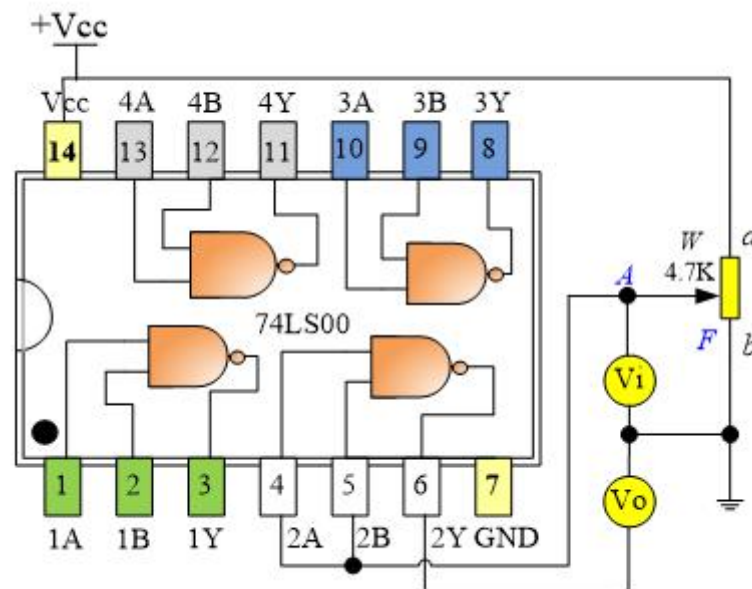 +Vcc
Vcc 4A 4B 4Y 3A 3B 3Y
14 13 12 11 10 9 8
W a
4.7K
A
F b
74LS00
Vi
1 2 3 4 5 6 7
Vo
1A 1B 1Y 2A 2B 2Y GND